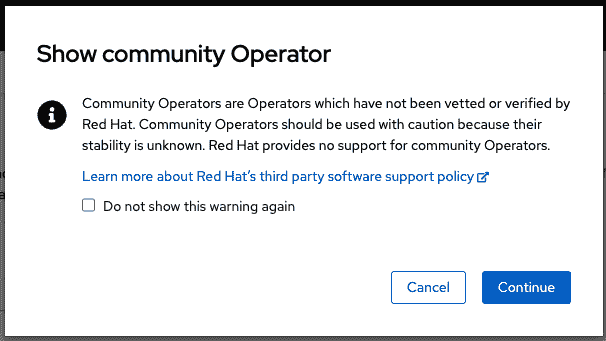 Show community Operator
Community Operators are Operators which have not been vetted or verified by
Red Hat. Community Operators should be used with caution because their
stability is unknown. Red Hat provides no support for community Operators.
Learn more about Red Hat's third party software support policy
Do not show this warning again
Cancel
Continue